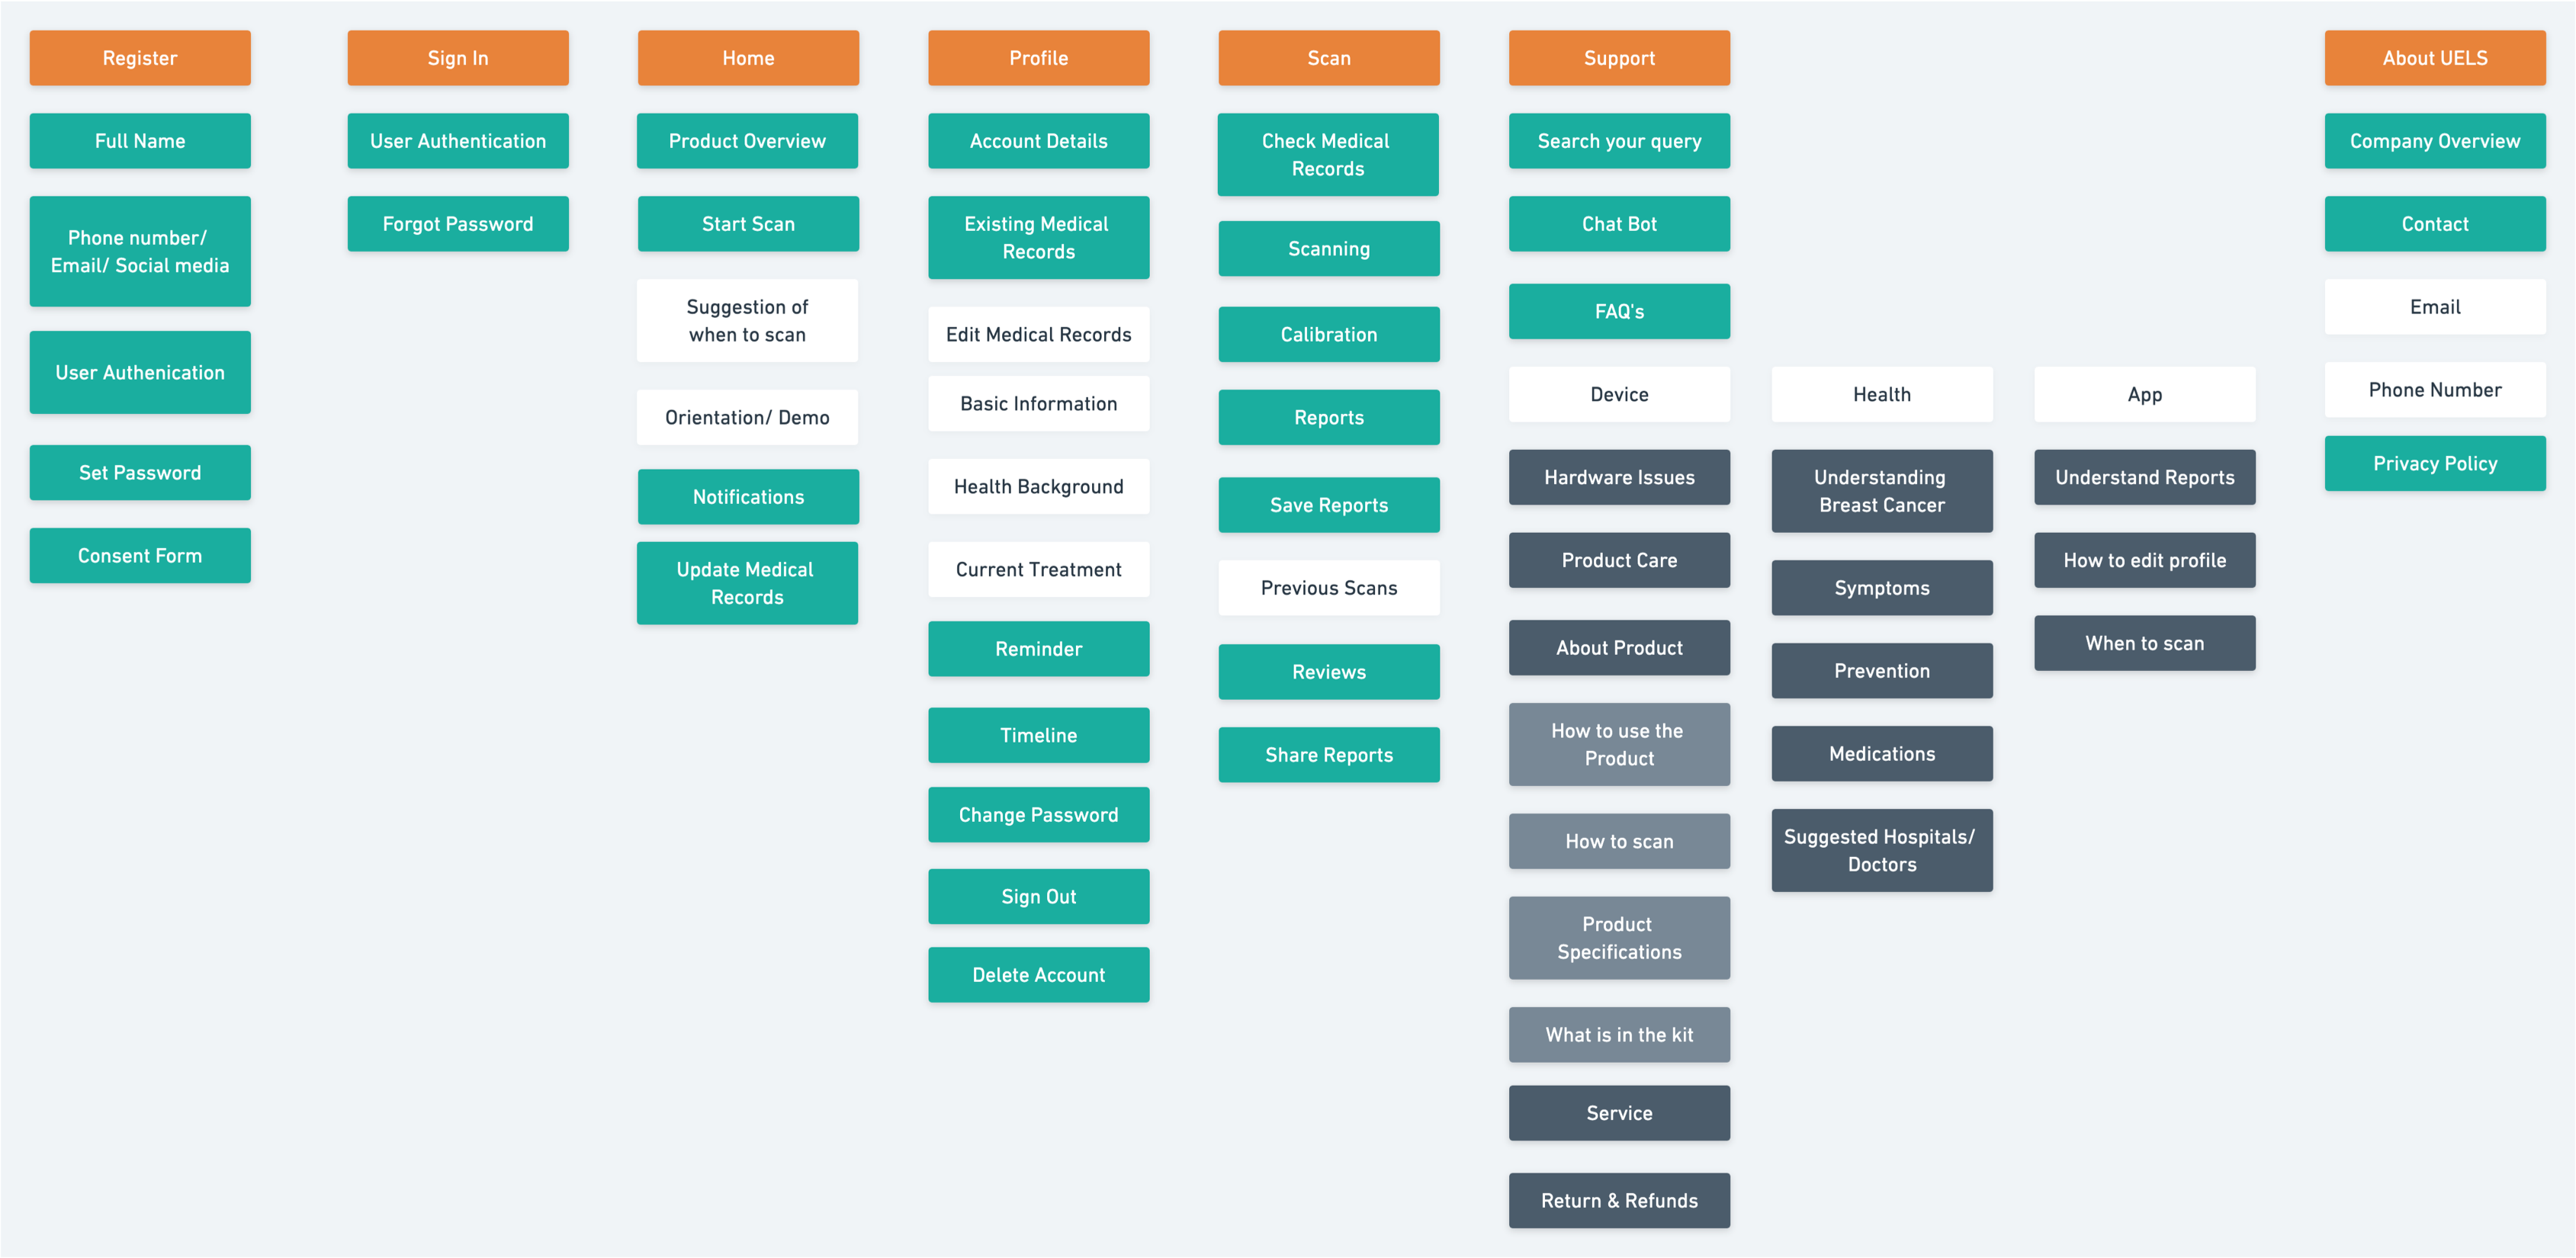 Register
Full Name
Phone number/
Email/ Social media
User Authenication
Set Password
Consent Form
Sign In
User Authentication
Forgot Password
Home
Product Overview
Start Scan
Suggestion of
when to scan
Orientation/ Demo
Notifications
Update Medical
Records
Profile
Account Details
Existing Medical
Records
Edit Medical Records
Basic Information
Health Background
Current Treatment
Reminder
Timeline
Change Password
Sign Out
Delete Account
Scan
Check Medical
Records
Scanning
Calibration
Reports
Save Reports
Previous Scans
Reviews
Share Reports
Support
Search your query
Chat Bot
FAQ's
Device
Hardware Issues
Product Care
About Product
How to use the
Product
How to scan
Product
Specifications
What is in the kit
Service
Return & Refunds
Health
Understanding
Breast Cancer
Symptoms
Prevention
Medications
Suggested Hospitals/
Doctors
App
Understand Reports
How to edit profile
When to scan
About UELS
Company Overview
Contact
Email
Phone Number
Privacy Policy